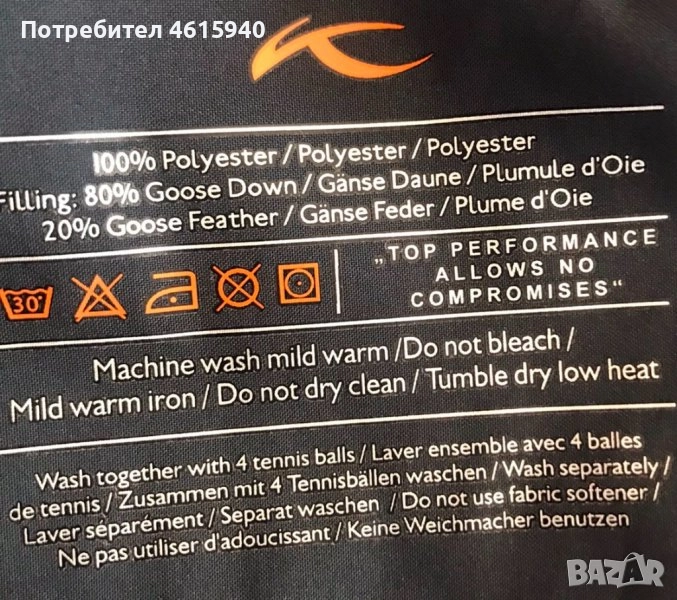 Потребител 4615940
100% Polyester / Polyester / Polyester
Filling: 80% Goose Down / Gänse Daune / Plumule d'Oie
20% Goose Feather / Gänse Feder / Plume d'Oie
30°
„TOP PERFORMANCE
ALLOWS NO
COMPROMISES“
Machine wash mild warm /Do not bleach /
Mild warm iron / Do not dry clean / Tumble dry low heat
Wash together with 4 tennis balls / Laver ensemble avec 4 balles
de tennis / Zusammen mit 4 Tennisbällen waschen / Wash separately /
Laver séparément / Separat waschen / Do not use fabric softener /
Ne pas utiliser d'adoucissant / Keine Weichmacher benutzen
BAZAR